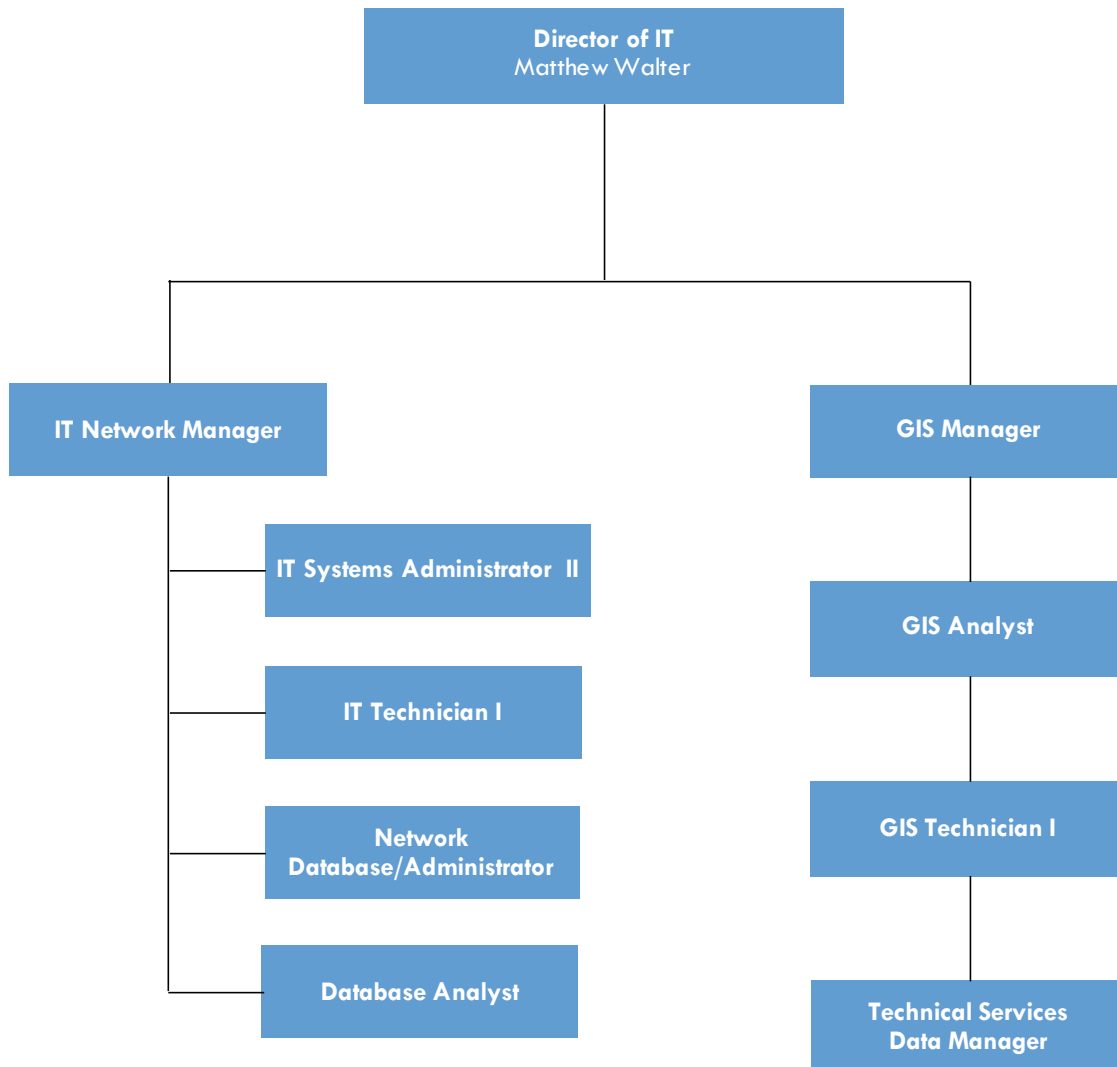 Director of IT
Matthew Walter
IT Network Manager
GIS Manager
IT Systems Administrator II
GIS Analyst
IT Technician I
GIS Technician I
Network
Database/Administrator
Database Analyst
Technical Services
Data Manager